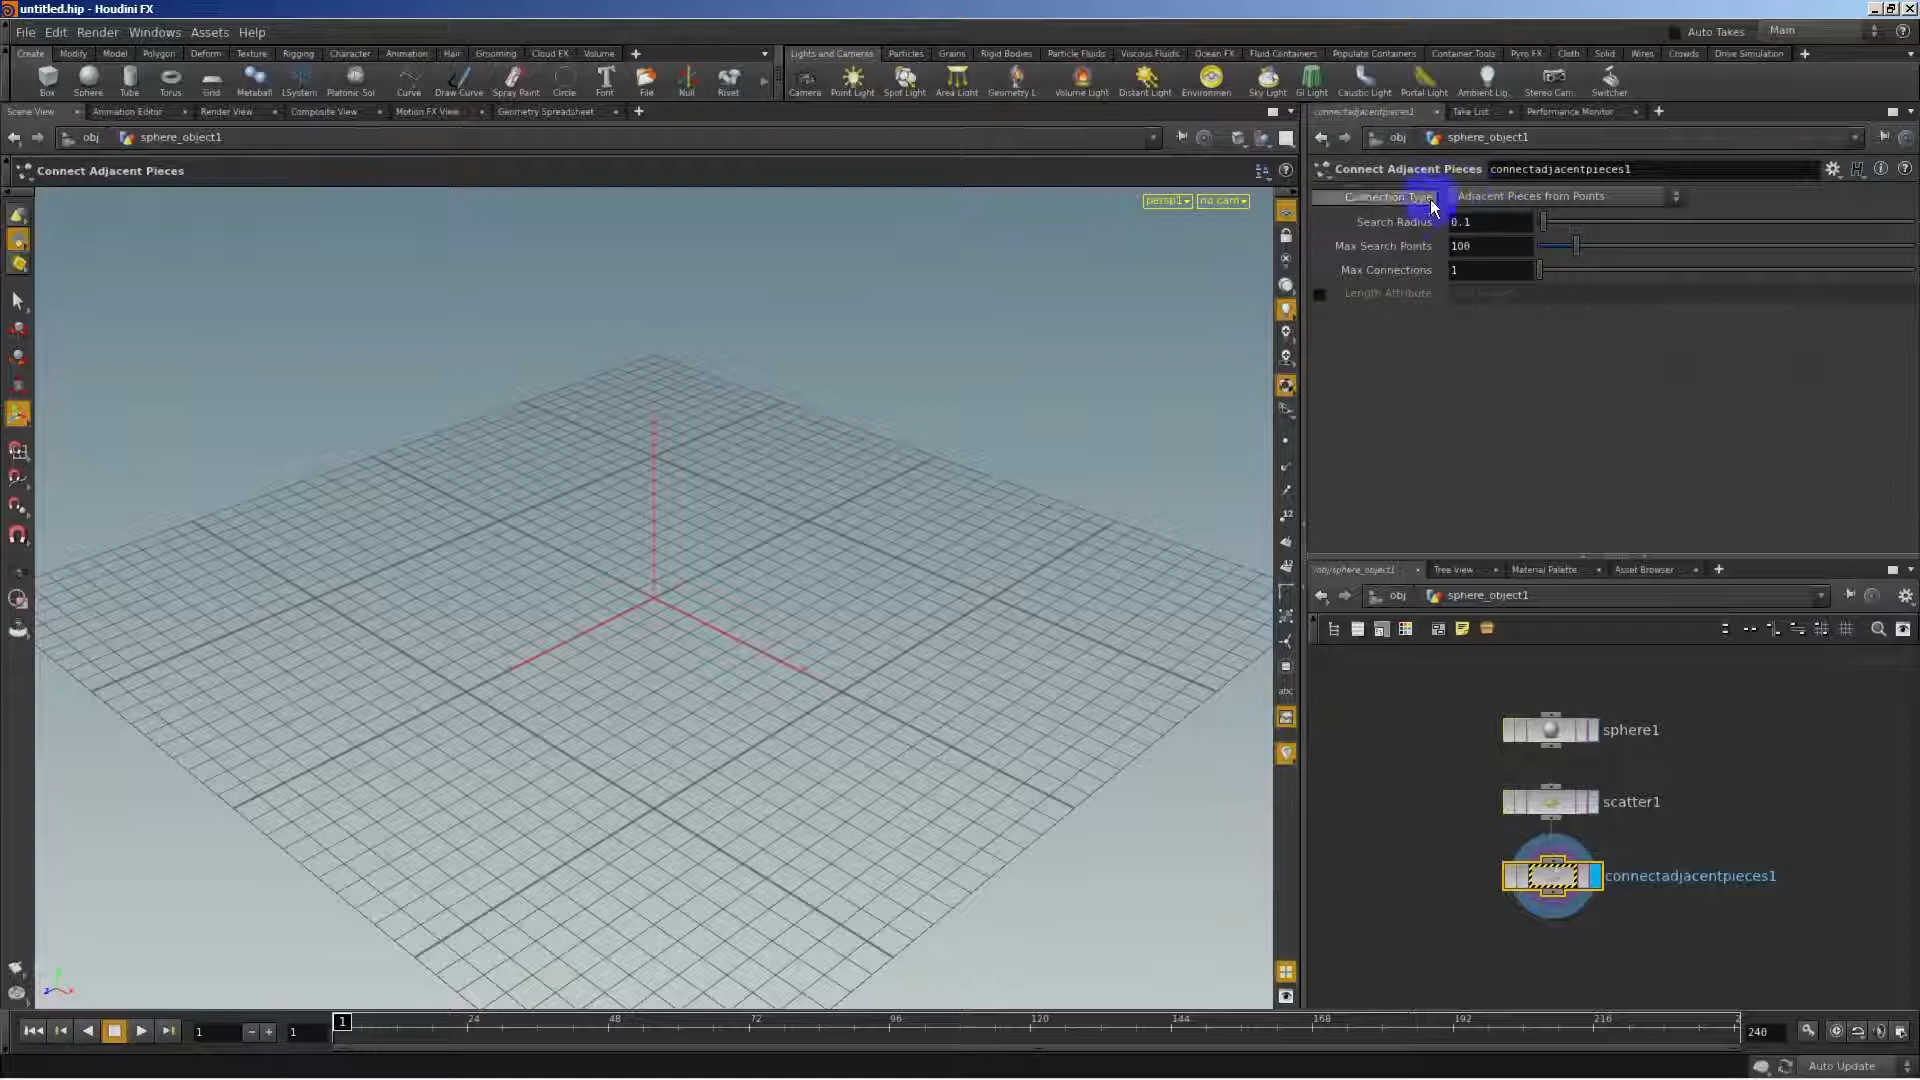 untitled.hip - Houdini FX
File Edit Render Windows Assets Help
Auto Takes Main
Create Modify Model Polygon Deform Texture Rigging Character Animation Hair Grooming Cloud FX Volume
Lights and Cameras Particles Grains Rigid Bodies Particle Fluids Viscous Fluids Ocean FX Fluid Containers Populate Containers Container Tools Pyro FX Cloth Solid Wires Crowds Drive Simulation
Box Sphere Tube Torus Grid Metaball LSystem Platonic Sol Curve Draw Curve Spray Paint Circle Font File Null Rivet
Camera Point Light Spot Light Area Light Geometry L Volume Light Distant Light Environmen Sky Light GI Light Caustic Light Portal Light Ambient Lig Stereo Cam Switcher
Scene View Animation Editor Render View Composite View Motion FX View Geometry Spreadsheet
connectadjacentpieces1 Take List Performance Monitor
obj sphere_object1
obj sphere_object1
Connect Adjacent Pieces
Connect Adjacent Pieces connectadjacentpieces1
persp1 no cam
Connection Type Adjacent Pieces from Points
Search Radius 0.1
Max Search Points 100
Max Connections 1
Length Attribute
/obj/sphere_object1 Tree View Material Palette Asset Browser
obj sphere_object1
sphere1
scatter1
connectadjacentpieces1
12
12
abc
1 24 48 72 96 120 144 168 192 216 2
1 1 240
Auto Update